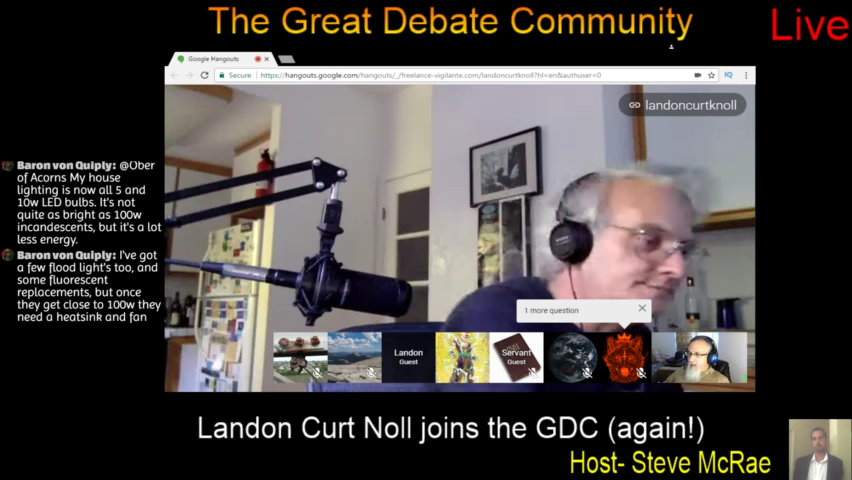 The Great Debate Community
Live
Google Hangouts
Secure
https://hangouts.google.com/hangouts/_/freelance-vigilante.com/landoncurtknoll?hl=en&authuser=0
landoncurtknoll
Baron von Quiply: @Ober
of Acorns My house
lighting is now all 5 and
10w LED bulbs. It's not
quite as bright as 100w
incandescents, but it's a lot
less energy.
Baron von Quiply: I've got
a few flood light's too, and
some fluorescent
replacements, but once
they get close to 100w they
need a heatsink and fan
1 more question
Landon
Guest
Servant
Guest
Landon Curt Noll joins the GDC (again!)
Host- Steve McRae